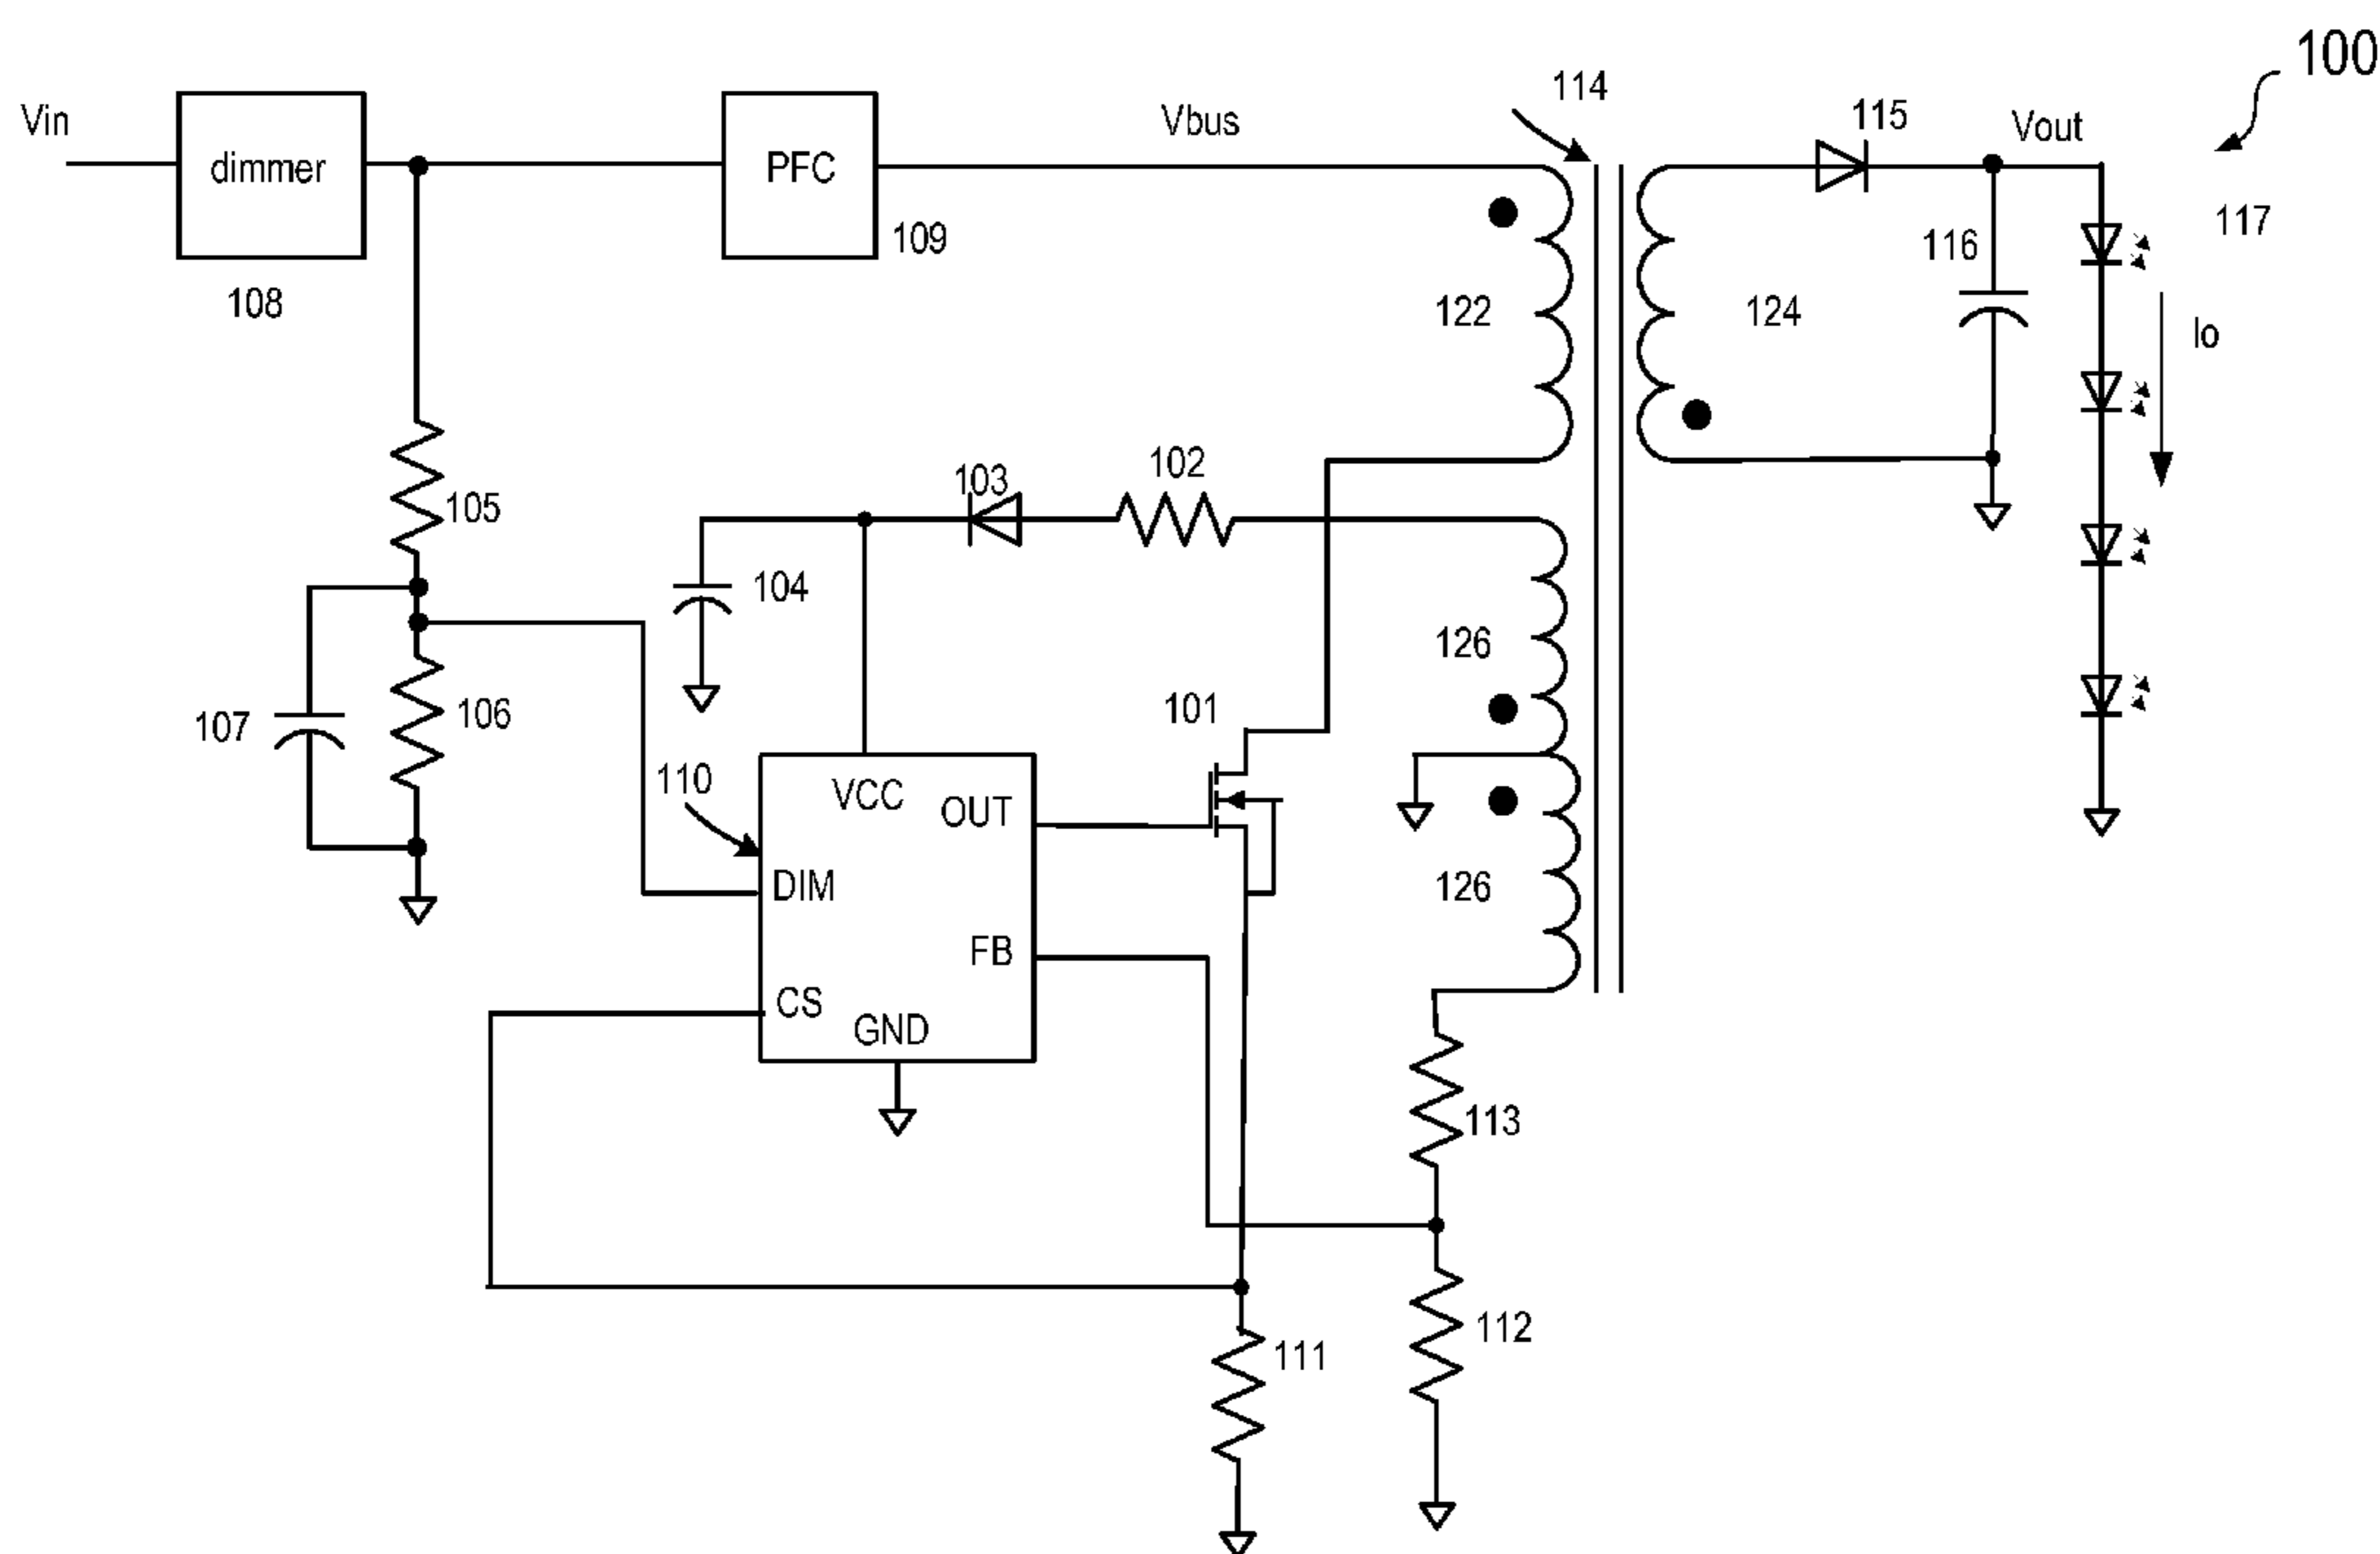 100
Vin
dimmer
108
PFC
109
Vbus
114
115
Vout
117
116
122
124
Io
105
103
102
104
126
107
106
101
110
VCC
OUT
DIM
FB
CS
GND
126
113
112
111